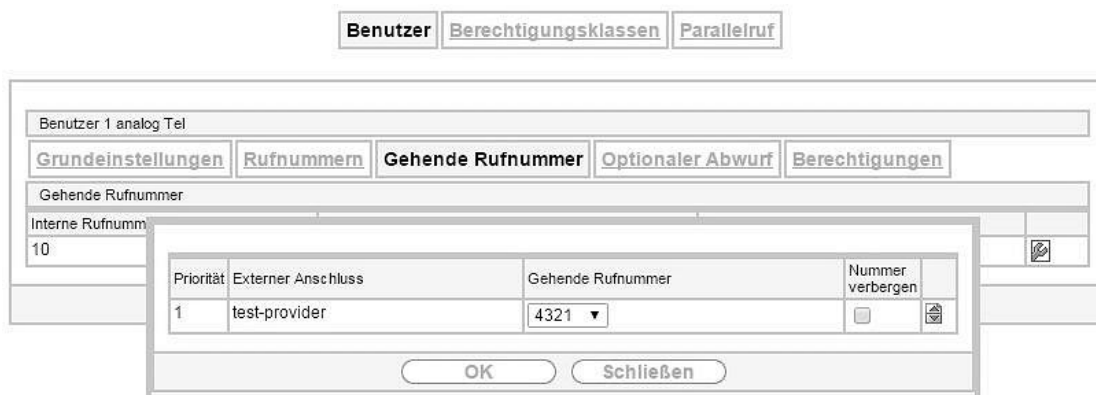 Benutzer Berechtigungsklassen Parallelruf
Benutzer 1 analog Tel
Grundeinstellungen Rufnummern Gehende Rufnummer Optionaler Abwurf Berechtigungen
Gehende Rufnummer
Interne Rufnumm
10
Priorität Externer Anschluss Gehende Rufnummer Nummer verbergen
1 test-provider 4321
OK Schließen